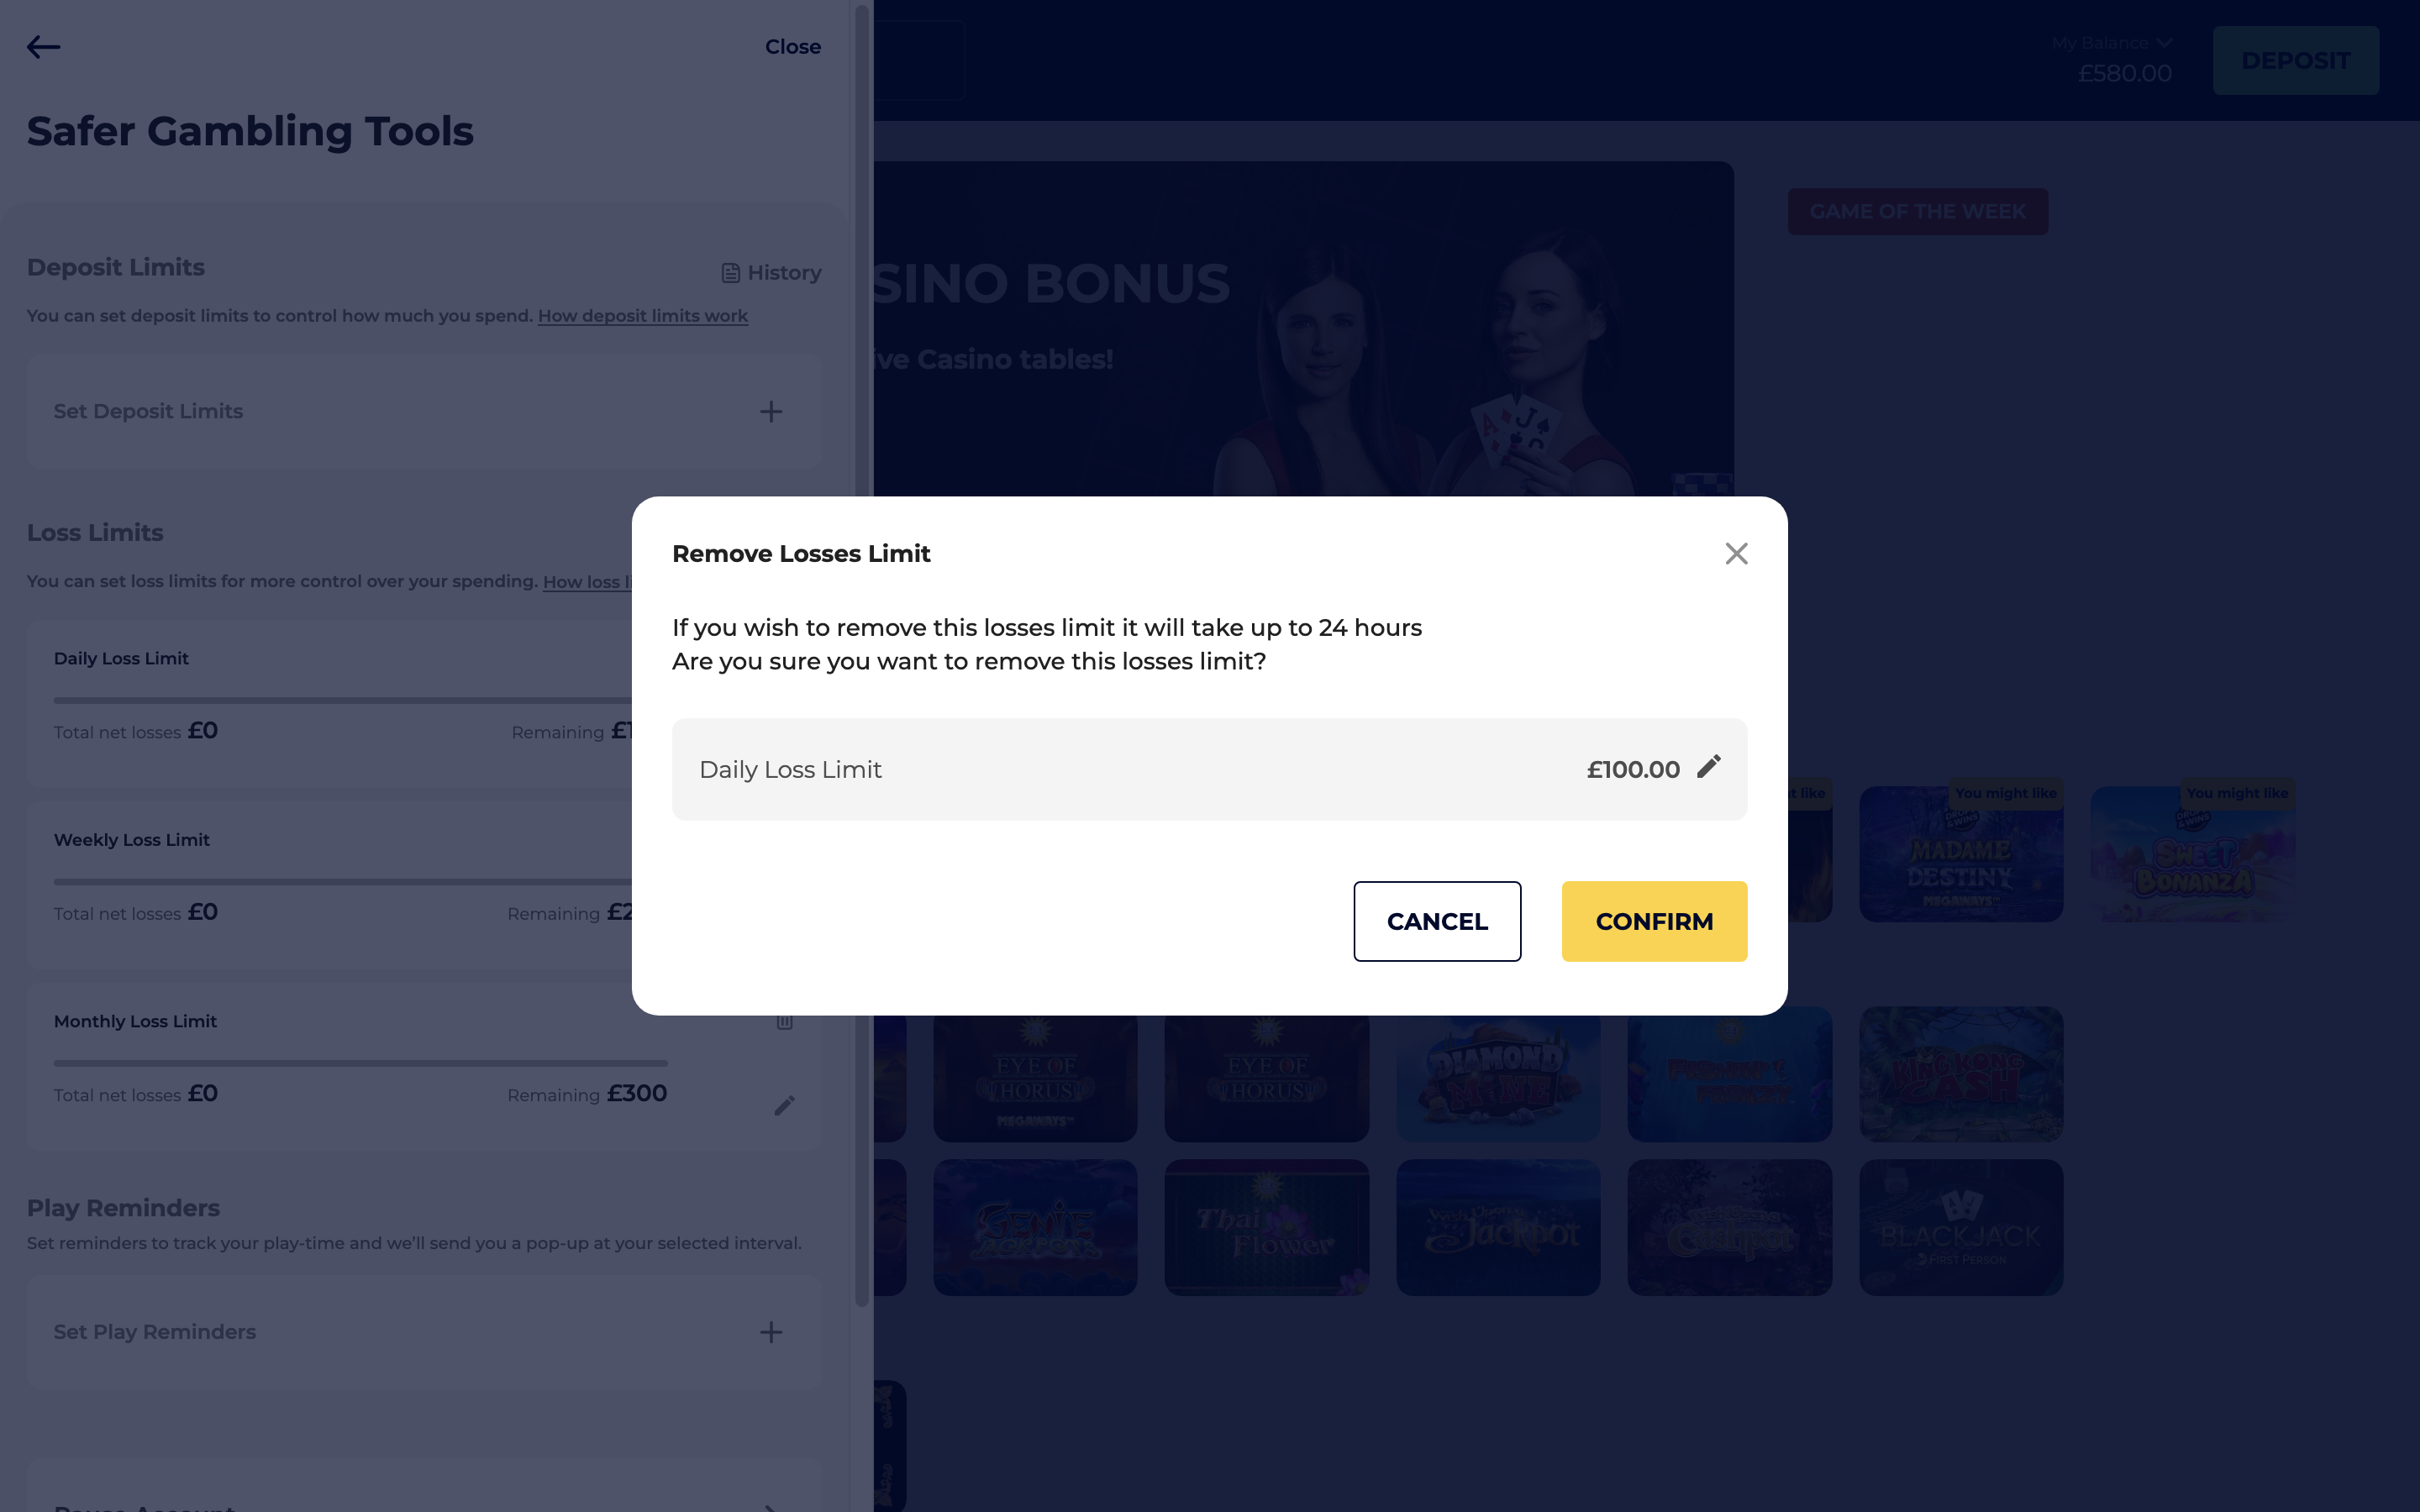 Close
Safer Gambling Tools
Deposit Limits
History
You can set deposit limits to control how much you spend. How deposit limits work
Set Deposit Limits
Loss Limits
You can set loss limits for more control over your spending. How loss
Daily Loss Limit
Total net losses £0
Remaining
Weekly Loss Limit
Total net losses £0
Remaining
Monthly Loss Limit
Total net losses £0
Remaining £300
Play Reminders
Set reminders to track your play-time and we'll send you a pop-up at your selected interval.
Set Play Reminders
My Balance
£580.00
DEPOSIT
GAME OF THE WEEK
SINO BONUS
ive Casino tables!
Remove Losses Limit
If you wish to remove this losses limit it will take up to 24 hours
Are you sure you want to remove this losses limit?
Daily Loss Limit
£100.00
CANCEL
CONFIRM
t like
You might like
You might like
MADAME
DESTINY
MEGAWAYS™
SWEET
BONANZA
EYE OF
HORUS
MEGAWAYS™
EYE OF
HORUS
DIAMOND
MINE
KING KONG
CASH
GENIE
JACKPOTS
Thai
Flower
Wish Upon a
Jackpot
BLACKJACK
FIRST PERSON